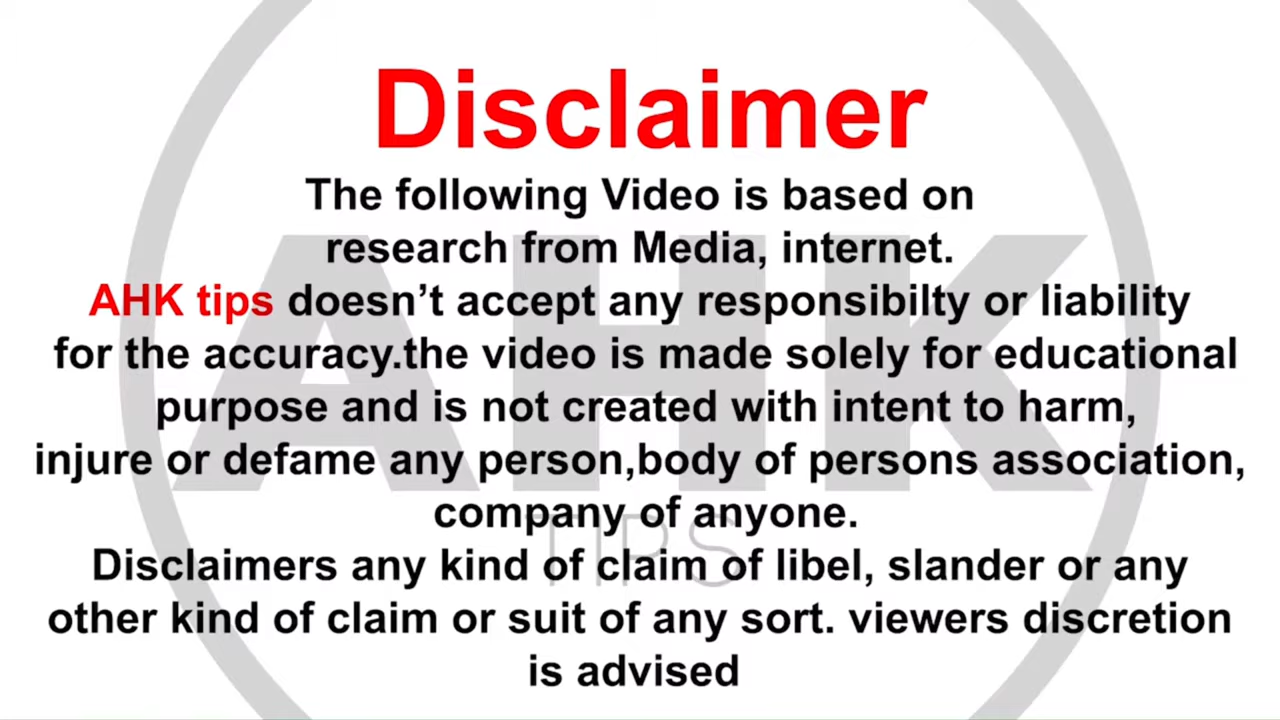 Disclaimer
The following Video is based on
research from Media, internet.
AHK tips doesn't accept any responsibilty or liability
for the accuracy.the video is made solely for educational
purpose and is not created with intent to harm,
injure or defame any person,body of persons association,
company of anyone.
Disclaimers any kind of claim of libel, slander or any
other kind of claim or suit of any sort. viewers discretion
is advised
AHK
TIPS